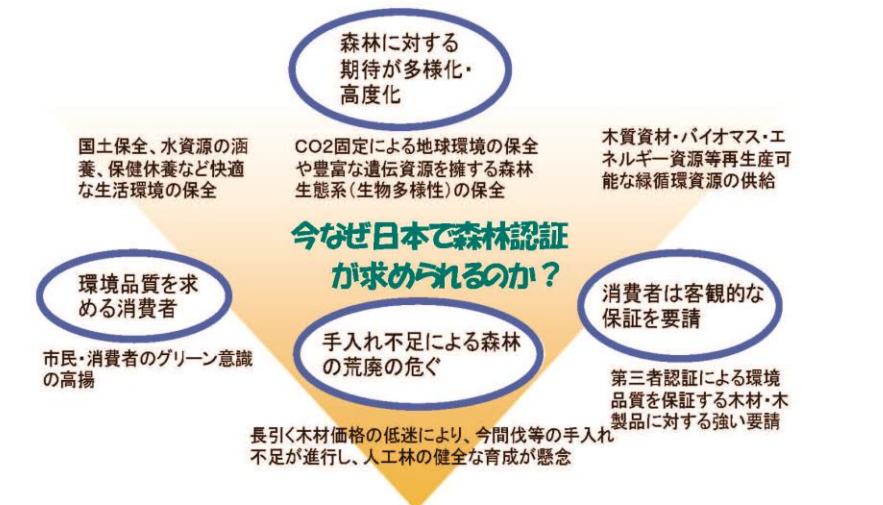 森林に対する
期待が多様化・
高度化
国土保全、水資源の涵
養、保健休養など快適
な生活環境の保全
CO2固定による地球環境の保全
や豊富な遺伝資源を擁する森林
生態系(生物多様性)の保全
木質資材・バイオマス・エ
ネルギー資源等再生産可
能な緑循環資源の供給
今なぜ日本で森林認証
が求められるのか?
環境品質を求
める消費者
市民・消費者のグリーン意識
の高揚
手入れ不足による森林
の荒廃の危ぐ
消費者は客観的な
保証を要請
第三者認証による環境
品質を保証する木材・木
製品に対する強い要請
長引く木材価格の低迷により、今間伐等の手入れ
不足が進行し、人工林の健全な育成が懸念